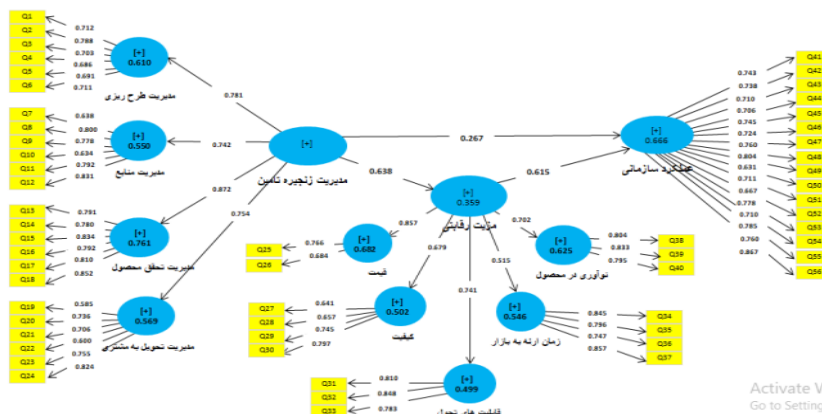 Q1
Q2
Q3
Q4
Q5
Q6
0.712
0.788
0.703
0.686
0.691
0.711
[+]
0.610
مدیریت طرح ریزی
0.781
Q7
Q8
Q9
Q10
Q11
Q12
0.638
0.800
0.778
0.634
0.792
0.831
[+]
0.550
مدیریت منابع
0.742
[+]
مدیریت زنجیره تامین
Q13
Q14
Q15
Q16
Q17
Q18
0.791
0.780
0.834
0.792
0.810
0.852
[+]
0.761
مدیریت تحقق محصول
0.872
Q19
Q20
Q21
Q22
Q23
Q24
0.585
0.736
0.706
0.600
0.755
0.824
[+]
0.569
مدیریت تحویل به مشتری
0.754
0.267
0.638
0.615
[+]
0.359
مزیت رقابتی
Q25
Q26
0.766
0.684
[+]
0.682
قیمت
0.857
Q27
Q28
Q29
Q30
0.641
0.657
0.745
0.797
[+]
0.502
کیفیت
0.679
Q31
Q32
Q33
0.810
0.848
0.783
[+]
0.499
قابلیت های تحول
0.741
[+]
0.546
زمان ارئه به بازار
0.515
0.845
0.796
0.747
0.857
Q34
Q35
Q36
Q37
[+]
0.625
نوآوری در محصول
0.702
0.804
0.833
0.795
Q38
Q39
Q40
[+]
0.666
عملکرد سازمانی
0.743
0.738
0.710
0.706
0.745
0.724
0.760
0.804
0.631
0.711
0.667
0.778
0.710
0.785
0.760
0.867
Q41
Q42
Q43
Q44
Q45
Q46
Q47
Q48
Q49
Q50
Q51
Q52
Q53
Q54
Q55
Q56
Activate
Go to Setting